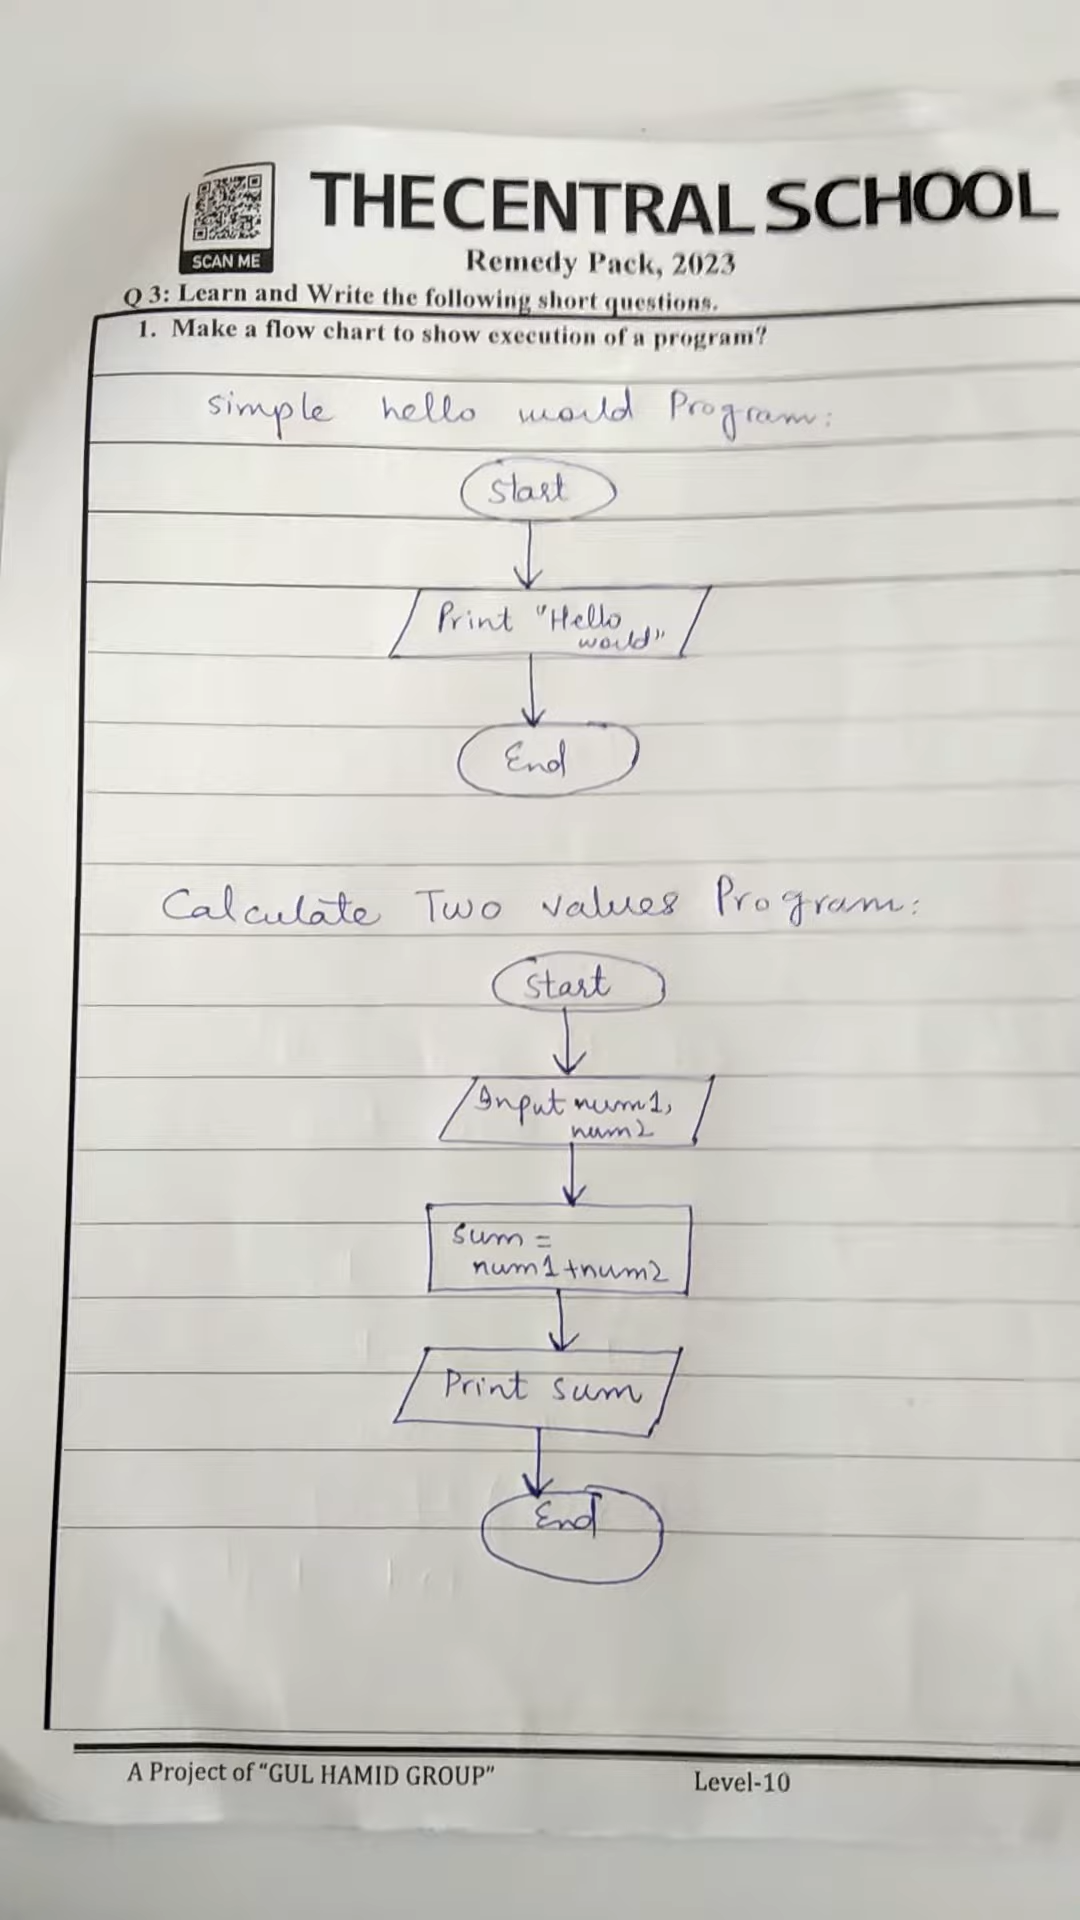 THE CENTRAL SCHOOL
SCAN ME
Remedy Pack, 2023
Q 3: Learn and Write the following short questions.
1. Make a flow chart to show execution of a program?
simple hello world Program:
Start
Print "Hello
world"
End
Calculate Two values Program:
Start
Input num1,
num2
sum =
num1+num2
Print sum
End
A Project of "GUL HAMID GROUP"
Level-10